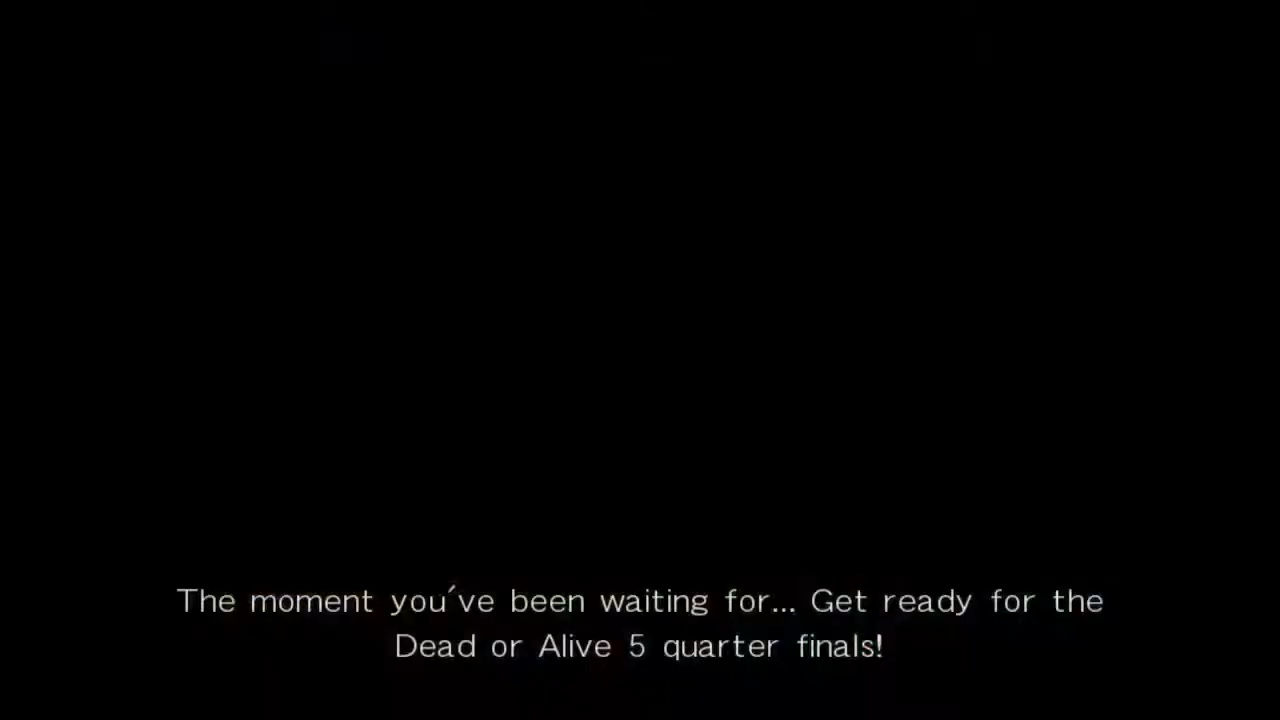 The moment you've been waiting for... Get ready for the
Dead or Alive 5 quarter finals!